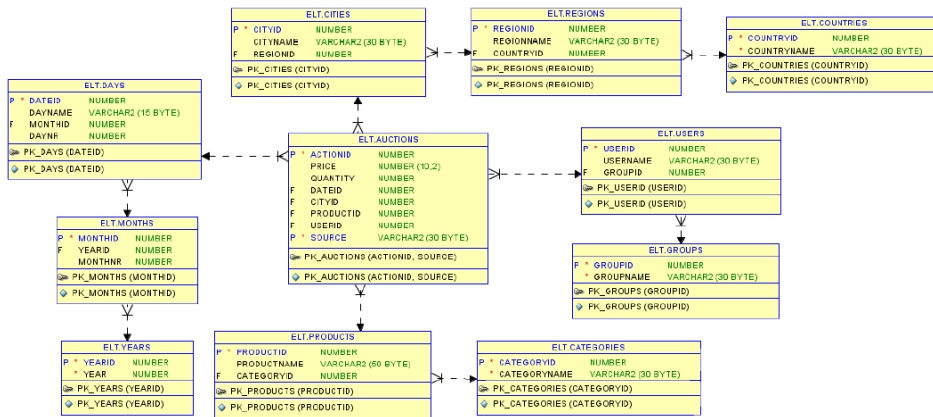 ELT.CITIES
P * CITYID NUMBER
CITYNAME VARCHAR2 (30 BYTE)
F REGIONID NUMBER
PK_CITIES (CITYID)
PK_CITIES (CITYID)
ELT.REGIONS
P * REGIONID NUMBER
REGIONNAME VARCHAR2 (30 BYTE)
F COUNTRYID NUMBER
PK_REGIONS (REGIONID)
PK_REGIONS (REGIONID)
ELT.COUNTRIES
P * COUNTRYID NUMBER
* COUNTRYNAME VARCHAR2 (30 BYTE)
PK_COUNTRIES (COUNTRYID)
PK_COUNTRIES (COUNTRYID)
ELT.DAYS
P * DATEID NUMBER
DAYNAME VARCHAR2 (15 BYTE)
F MONTHID NUMBER
DAYNR NUMBER
PK_DAYS (DATEID)
PK_DAYS (DATEID)
ELT.AUCTIONS
P * ACTIONID NUMBER
PRICE NUMBER (10,2)
QUANTITY NUMBER
F DATEID NUMBER
F CITYID NUMBER
F PRODUCTID NUMBER
F USERID NUMBER
P * SOURCE VARCHAR2 (30 BYTE)
PK_AUCTIONS (ACTIONID, SOURCE)
PK_AUCTIONS (ACTIONID, SOURCE)
ELT.USERS
P * USERID NUMBER
USERNAME VARCHAR2 (30 BYTE)
F GROUPID NUMBER
PK_USERID (USERID)
PK_USERID (USERID)
ELT.MONTHS
P * MONTHID NUMBER
F YEARID NUMBER
MONTHNR NUMBER
PK_MONTHS (MONTHID)
PK_MONTHS (MONTHID)
ELT.GROUPS
P * GROUPID NUMBER
* GROUPNAME VARCHAR2 (30 BYTE)
PK_GROUPS (GROUPID)
PK_GROUPS (GROUPID)
ELT.YEARS
P * YEARID NUMBER
* YEAR NUMBER
PK_YEARS (YEARID)
PK_YEARS (YEARID)
ELT.PRODUCTS
P * PRODUCTID NUMBER
PRODUCTNAME VARCHAR2 (60 BYTE)
F CATEGORYID NUMBER
PK_PRODUCTS (PRODUCTID)
PK_PRODUCTS (PRODUCTID)
ELT.CATEGORIES
P * CATEGORYID NUMBER
* CATEGORYNAME VARCHAR2 (30 BYTE)
PK_CATEGORIES (CATEGORYID)
PK_CATEGORIES (CATEGORYID)